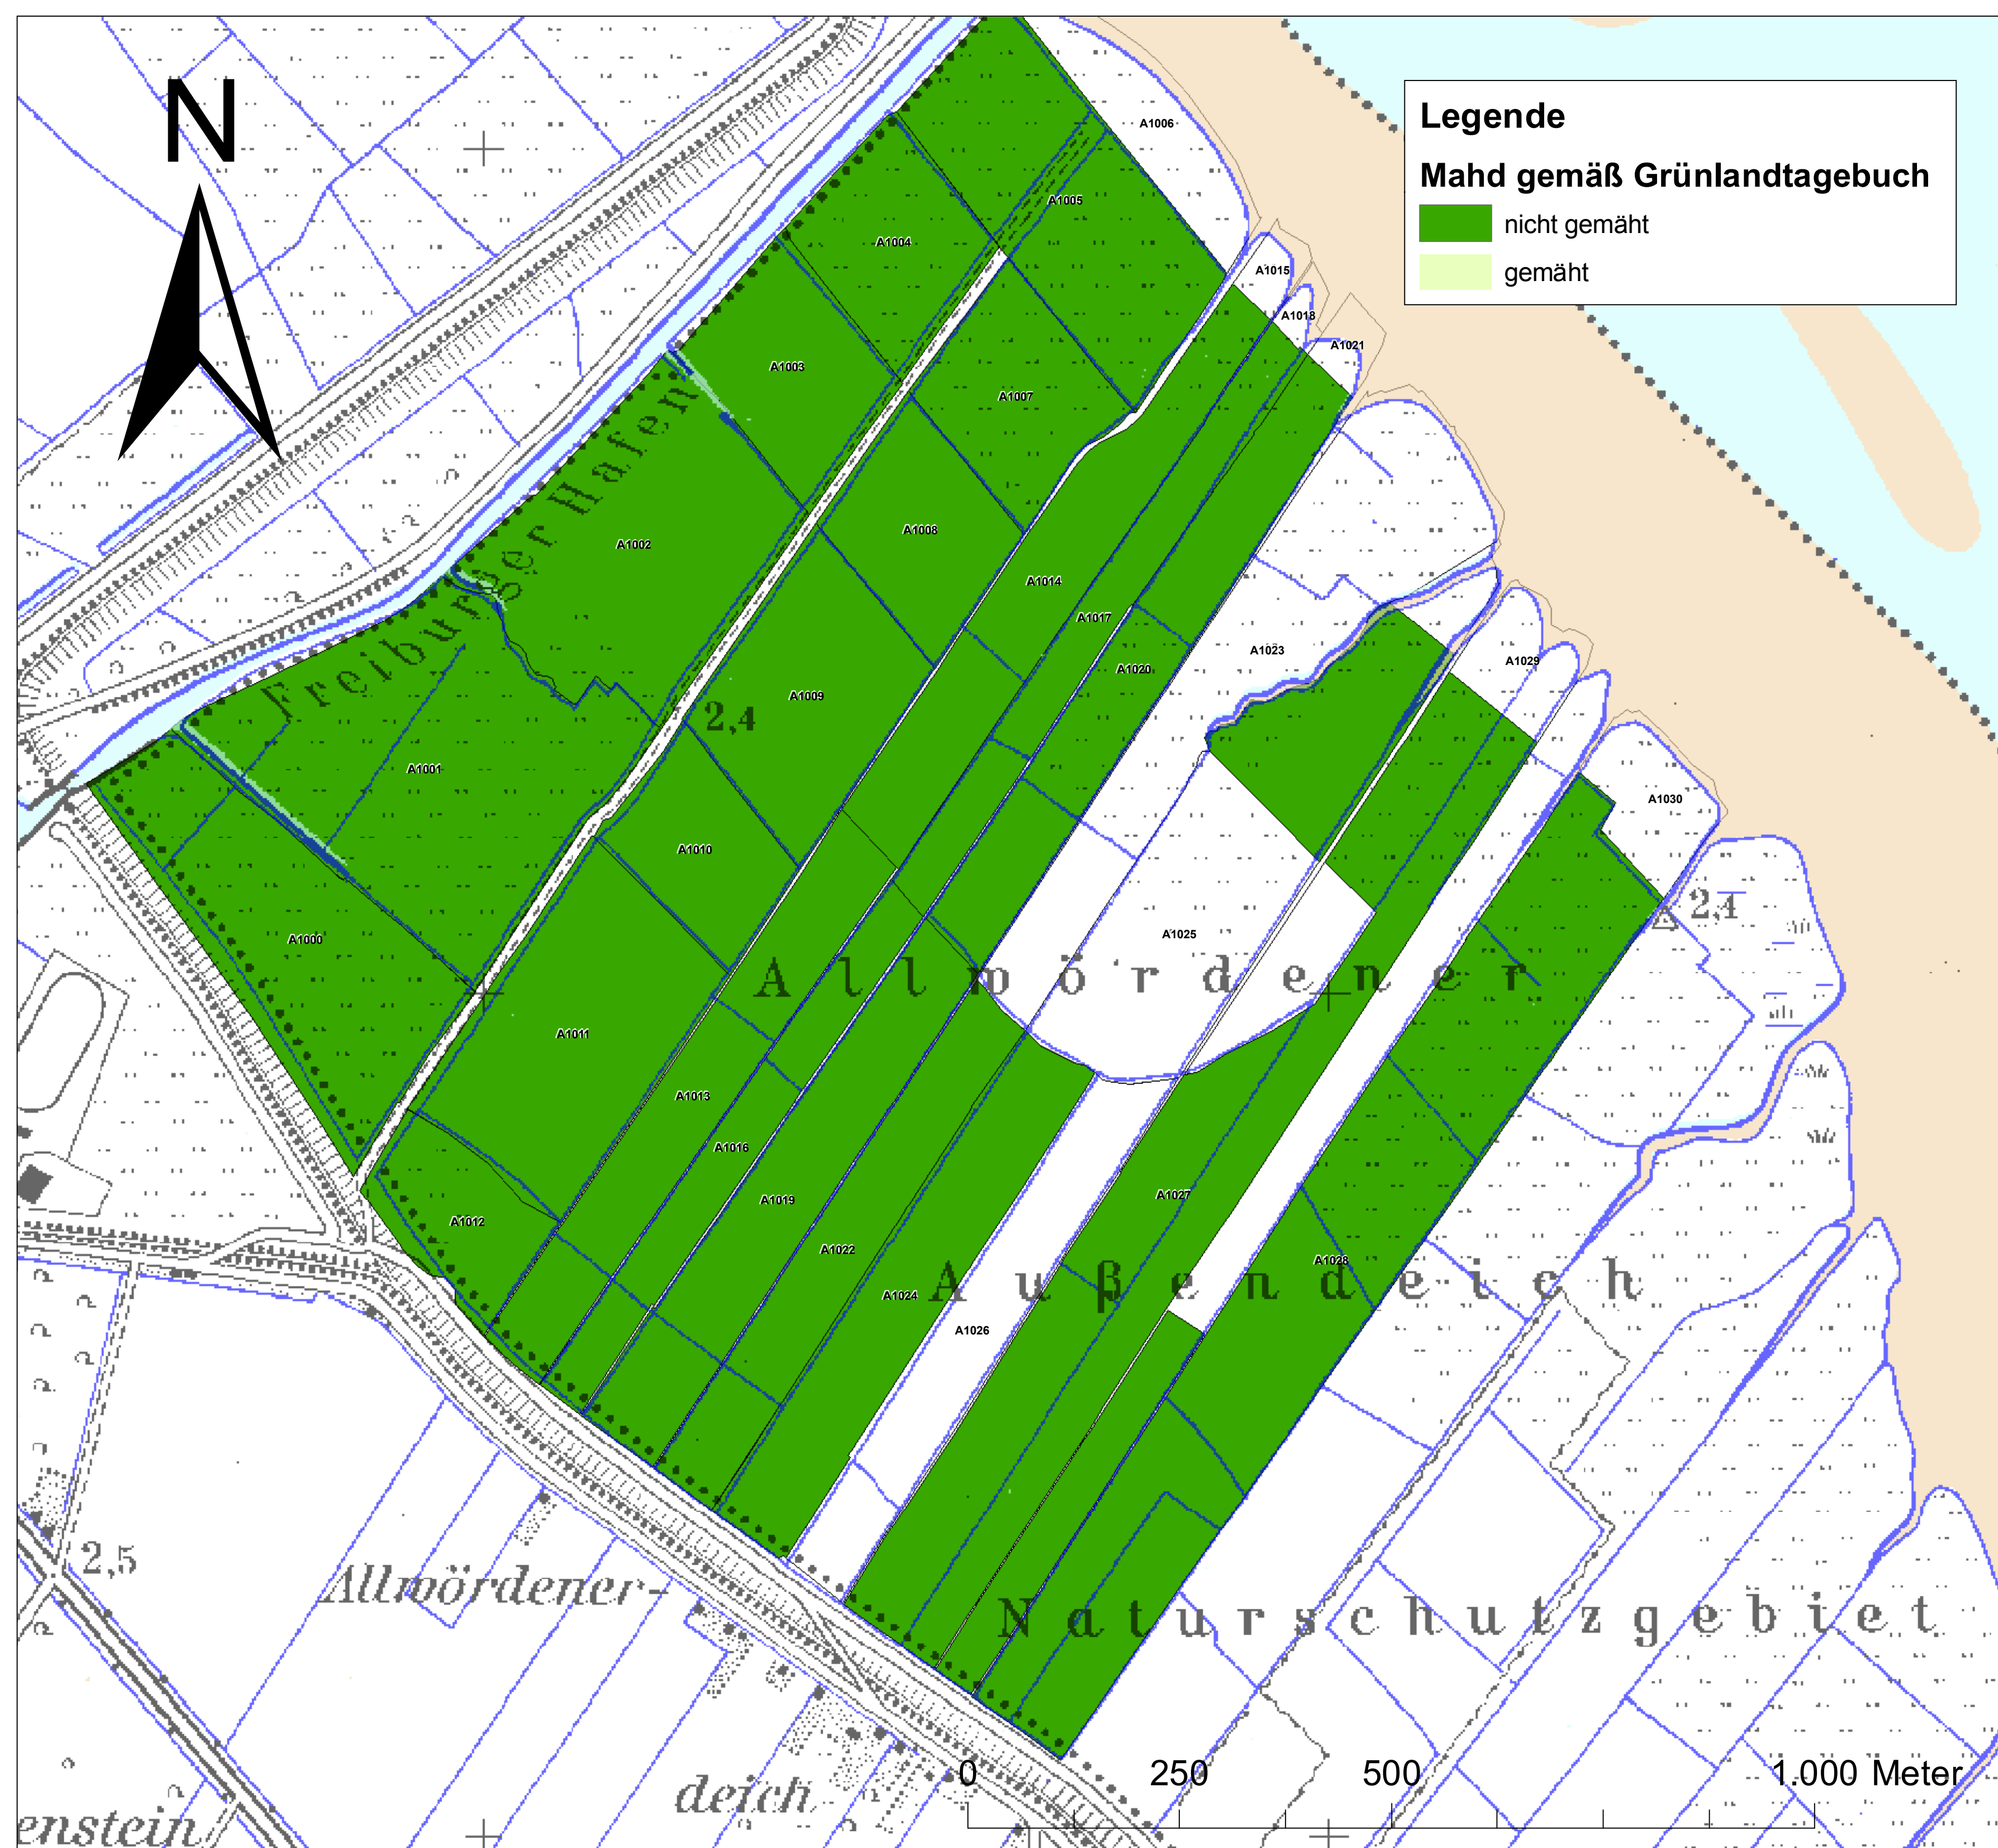 N
Legende
Mahd gemäß Grünlandtagebuch
nicht gemäht
gemäht
A1006
A1005
A1004
A1015
A1018
A1021
A1003
A1007
Freiburger Hafen
A1002
A1008
A1014
A1017
A1020
A1023
A1029
A1009
2,4
A1001
A1010
A1030
2,4
A1000
A1025
Allwördener
A1011
A1013
A1016
A1027
A1019
A1012
A1022
A1028
Außendeich
A1024
A1026
2,5
Allwördener-
Naturschutzgebiet
deich
0 250 500 1.000 Meter
enstein